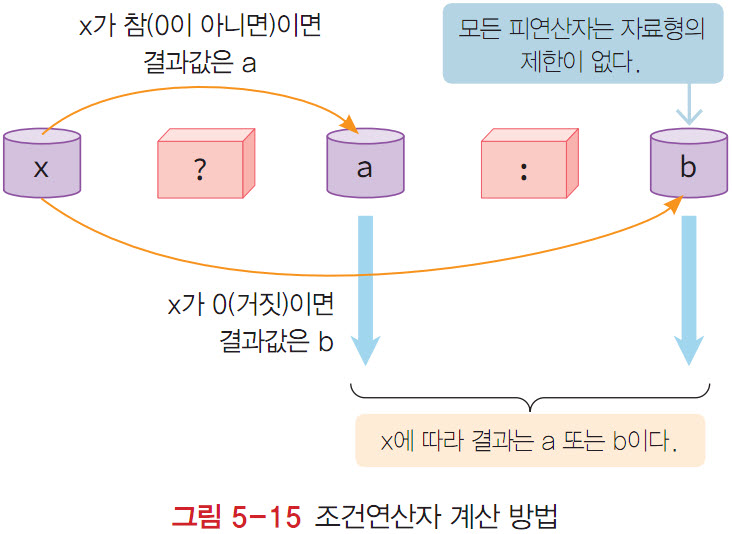 x가 참(0이 아니면)이면
결과값은 a
모든 피연산자는 자료형의
제한이 없다.
x
?
a
:
b
x가 0(거짓)이면
결과값은 b
x에 따라 결과는 a 또는 b이다.
그림 5-15 조건연산자 계산 방법